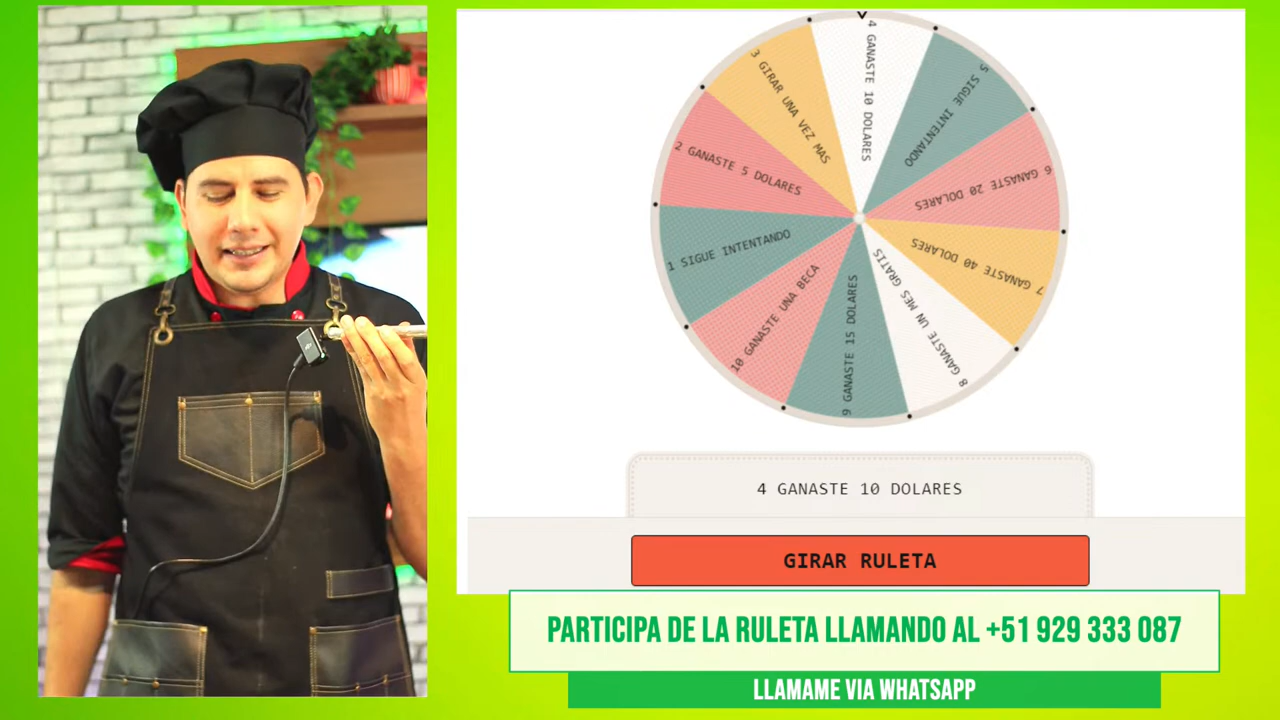 4 GANASTE 10 DOLARES
5 SIGUE INTENTANDO
6 GANASTE 20 DOLARES
7 GANASTE 40 DOLARES
8 GANASTE UN MES GRATIS
9 GANASTE 15 DOLARES
10 GANASTE UNA BECA
1 SIGUE INTENTANDO
2 GANASTE 5 DOLARES
3 GIRAR UNA VEZ MAS
4 GANASTE 10 DOLARES
GIRAR RULETA
PARTICIPA DE LA RULETA LLAMANDO AL +51 929 333 087
LLAMAME VIA WHATSAPP